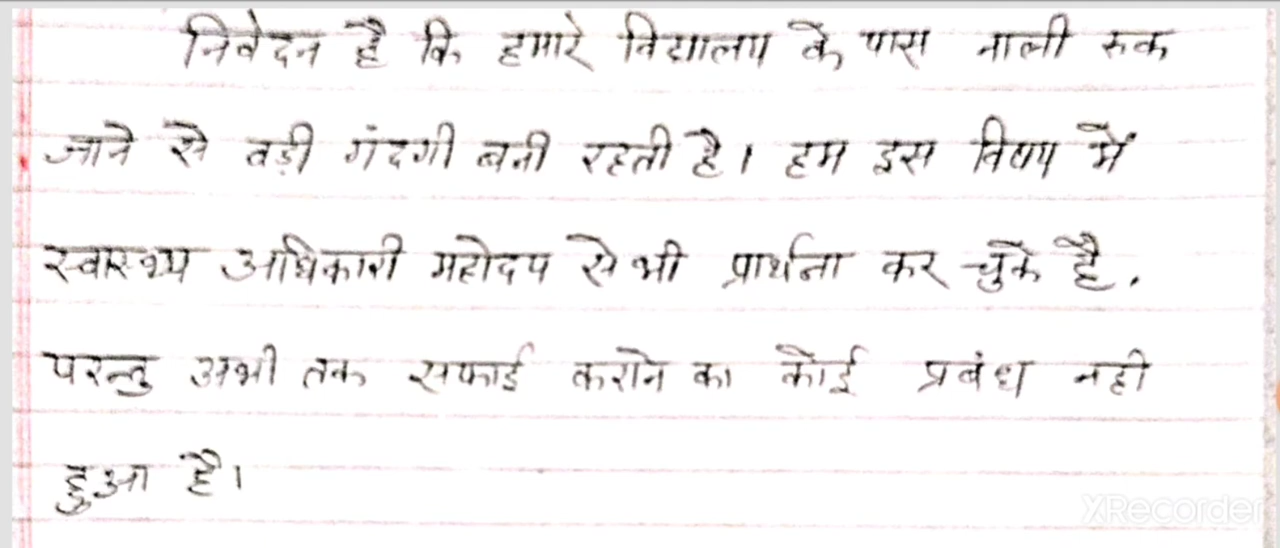 निवेदन है कि हमारे विद्यालय के पास नाली रुक
जाने से बड़ी गंदगी बनी रहती है। हम इस विषय में
स्वास्थ्य अधिकारी महोदय से भी प्रार्थना कर चुके है,
परन्तु अभी तक सफाई कराने का कोई प्रबंध नही
हुआ है।
XRecorder